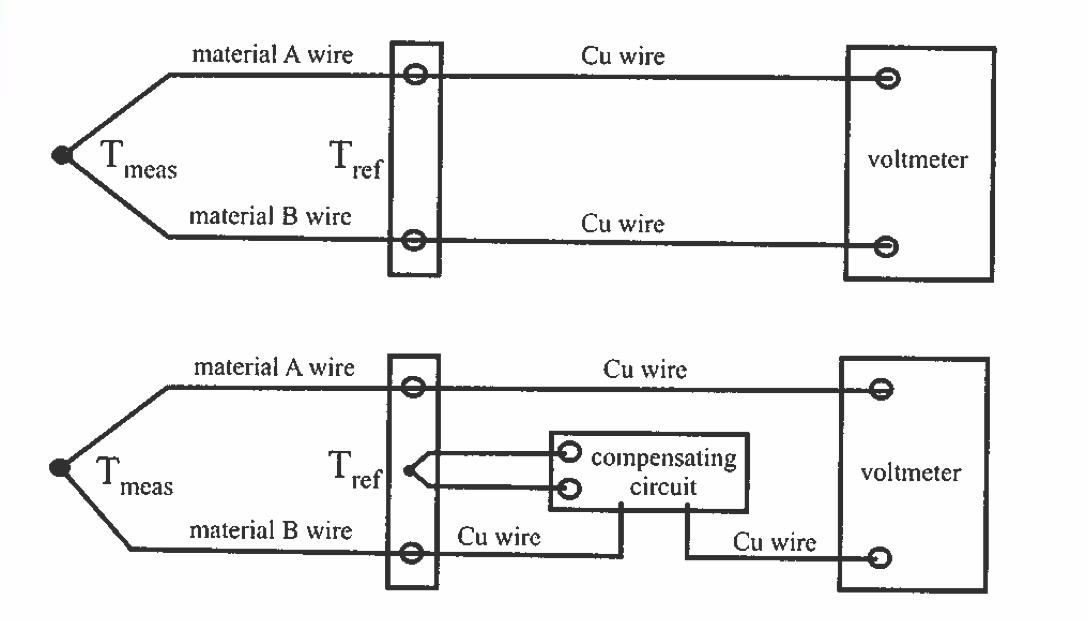 material A wire
Cu wire
T meas
T ref
voltmeter
material B wire
Cu wire
material A wire
Cu wire
T meas
T ref
compensating
circuit
voltmeter
material B wire
Cu wire
Cu wire